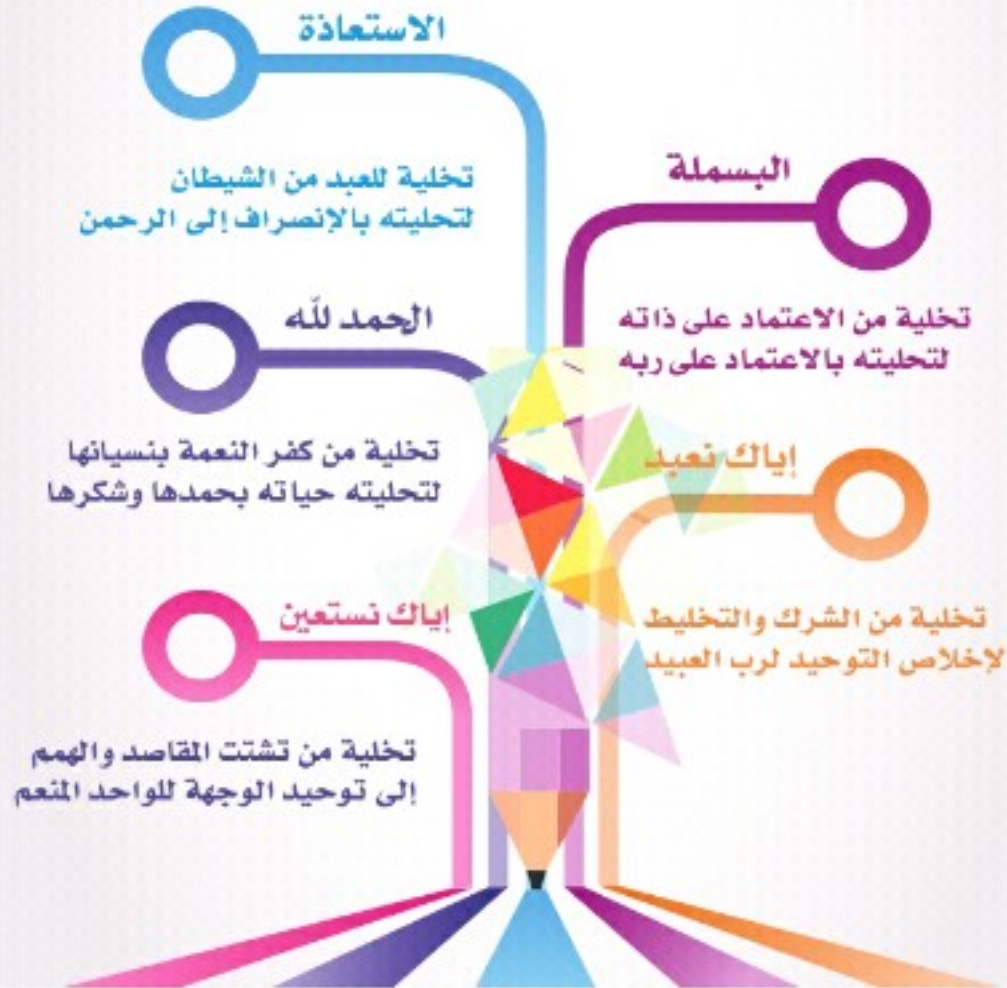 الاستعاذة
تخلية للعبد من الشيطان
لتحليته بالإنصراف إلى الرحمن
البسملة
تخلية من الاعتماد على ذاته
لتحليته بالاعتماد على ربه
الحمد لله
تخلية من كفر النعمة بنسيانها
لتحليته حياته بحمدها وشكرها
إياك نعبد
تخلية من الشرك والتخليط
لإخلاص التوحيد لرب العبيد
إياك نستعين
تخلية من تشتت المقاصد والهمم
إلى توحيد الوجهة للواحد المنعم